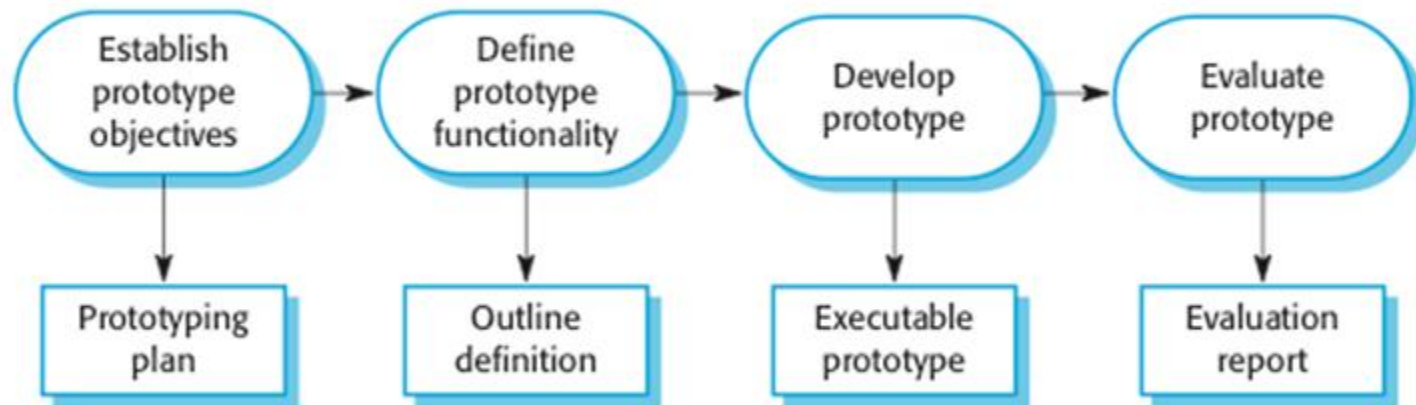 Establish
prototype
objectives
Define
prototype
functionality
Develop
prototype
Evaluate
prototype
Prototyping
plan
Outline
definition
Executable
prototype
Evaluation
report